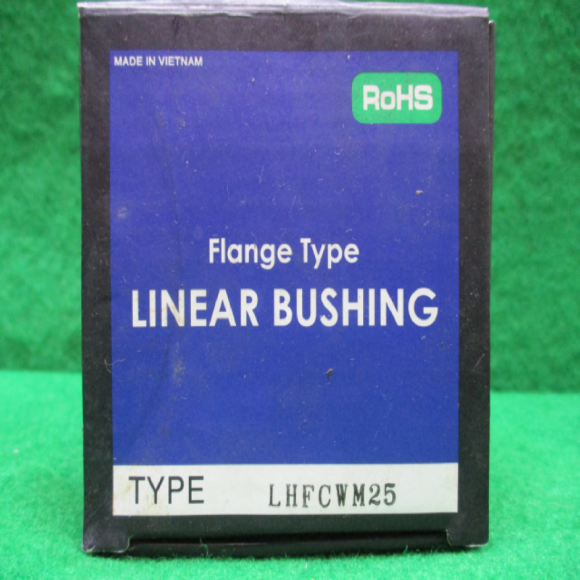 MADE IN VIETNAM
RoHS
Flange Type
LINEAR BUSHING
TYPE LHFCWM25